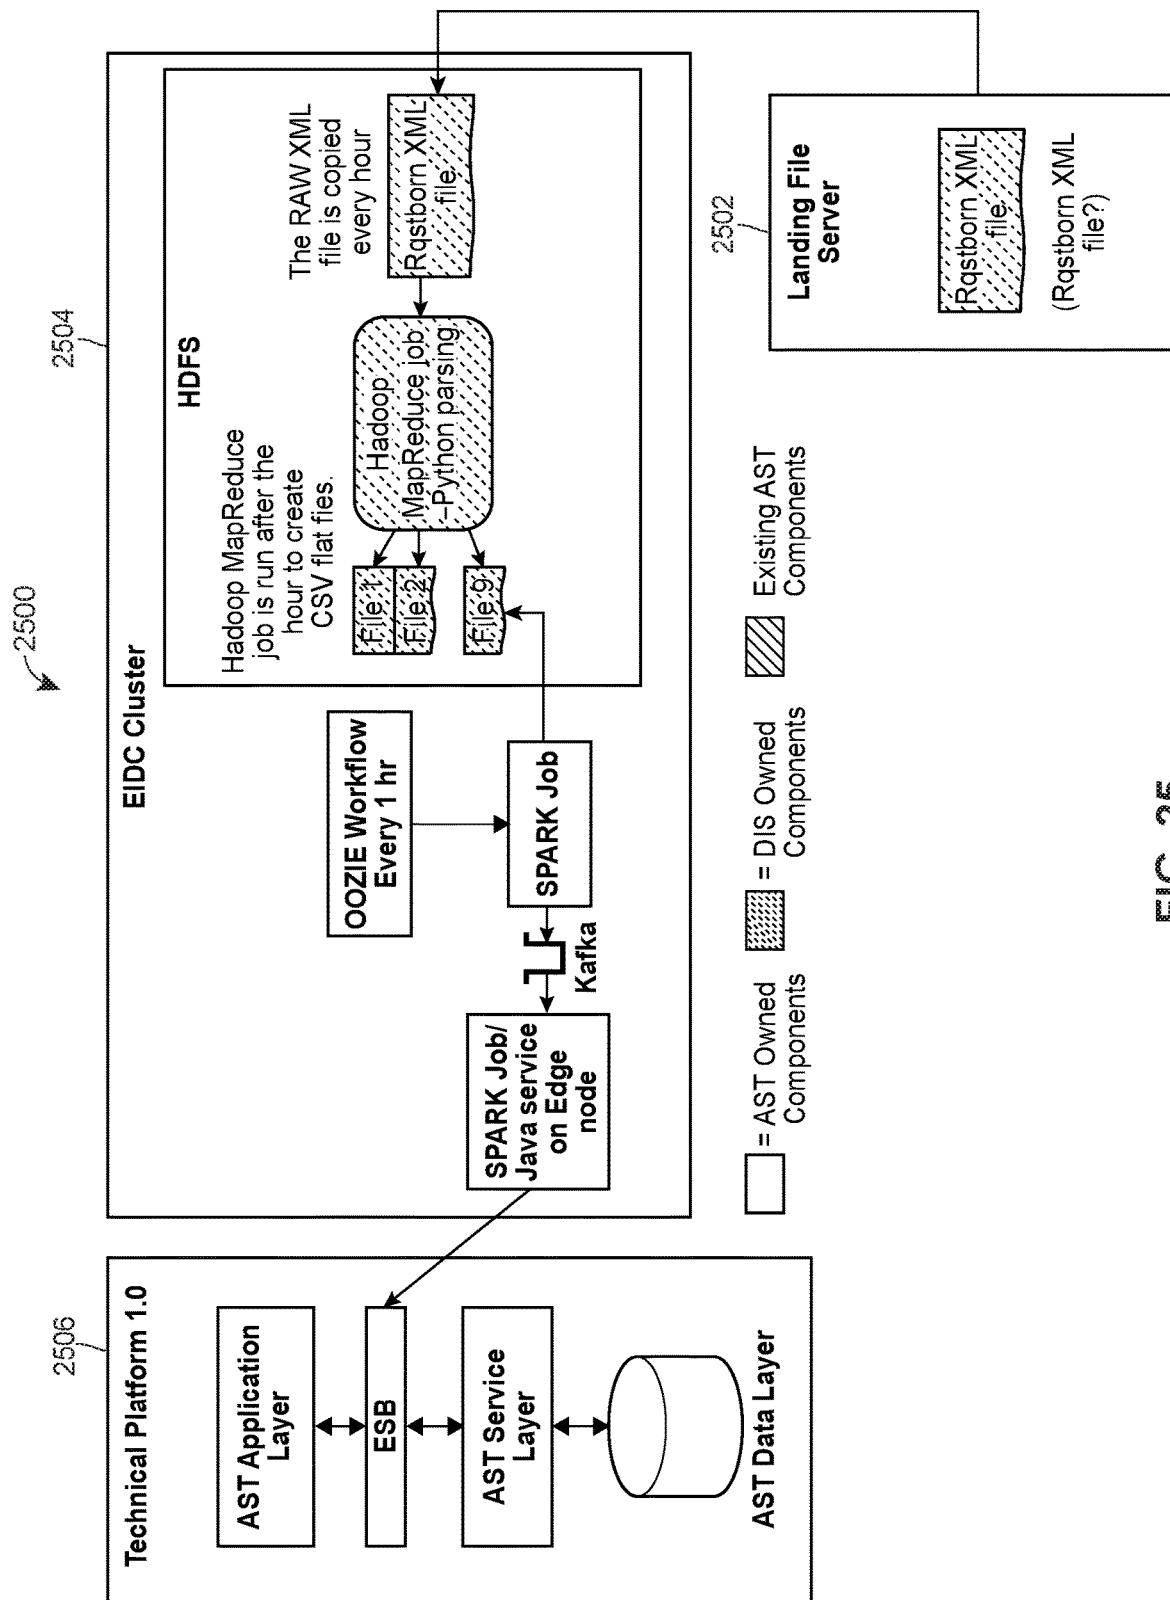 2500
2506
Technical Platform 1.0
AST Application
Layer
ESB
AST Service
Layer
AST Data Layer
2504
EIDC Cluster
OOZIE Workflow
Every 1 hr
SPARK Job/
Java service
on Edge
node
Kafka
SPARK Job
HDFS
Hadoop MapReduce
job is run after the
hour to create
CSV flat fies.
File 1
File 2
File 9
Hadoop
MapReduce job
–Python parsing
The RAW XML
file is copied
every hour
Rqstborn XML
file
= AST Owned
Components
= DIS Owned
Components
Existing AST
Components
2502
Landing File
Server
Rqstborn XML
file
(Rqstborn XML
file?)
FIG. 25